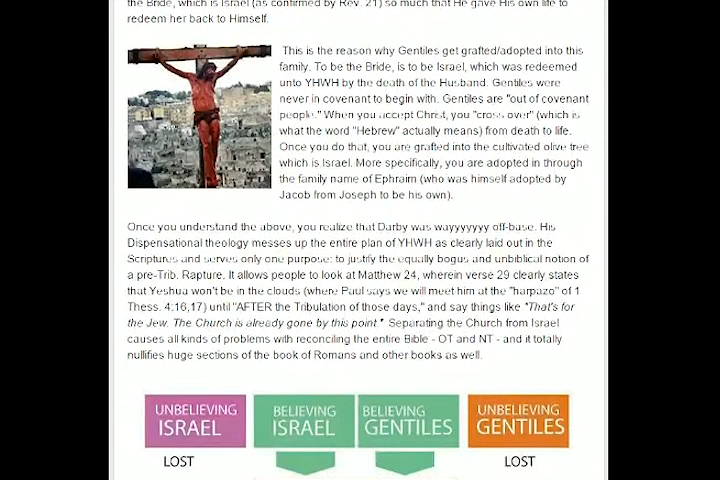 the Bride, which is Israel (as confirmed by Rev. 21) so much that He gave His own life to
redeem her back to Himself.
This is the reason why Gentiles get grafted/adopted into this
family. To be the Bride, is to be Israel, which was redeemed
unto YHWH by the death of the Husband. Gentiles were
never in covenant to begin with. Gentiles are "out of covenant
people." When you accept Christ, you "cross over" (which is
what the word "Hebrew" actually means) from death to life.
Once you do that, you are grafted into the cultivated olive tree
which is Israel. More specifically, you are adopted in through
the family name of Ephraim (who was himself adopted by
Jacob from Joseph to be his own).
Once you understand the above, you realize that Darby was wayyyyyyy off-base. His
Dispensational theology messes up the entire plan of YHWH as clearly laid out in the
Scriptures and serves only one purpose: to justify the equally bogus and unbiblical notion of
a pre-Trib. Rapture. It allows people to look at Matthew 24, wherein verse 29 clearly states
that Yeshua won't be in the clouds (where Paul says we will meet him at the "harpazo" of 1
Thess. 4:16,17) until "AFTER the Tribulation of those days," and say things like "That's for
the Jew. The Church is already gone by this point." Separating the Church from Israel
causes all kinds of problems with reconciling the entire Bible - OT and NT - and it totally
nullifies huge sections of the book of Romans and other books as well.
UNBELIEVING ISRAEL
BELIEVING ISRAEL
BELIEVING GENTILES
UNBELIEVING GENTILES
LOST
LOST